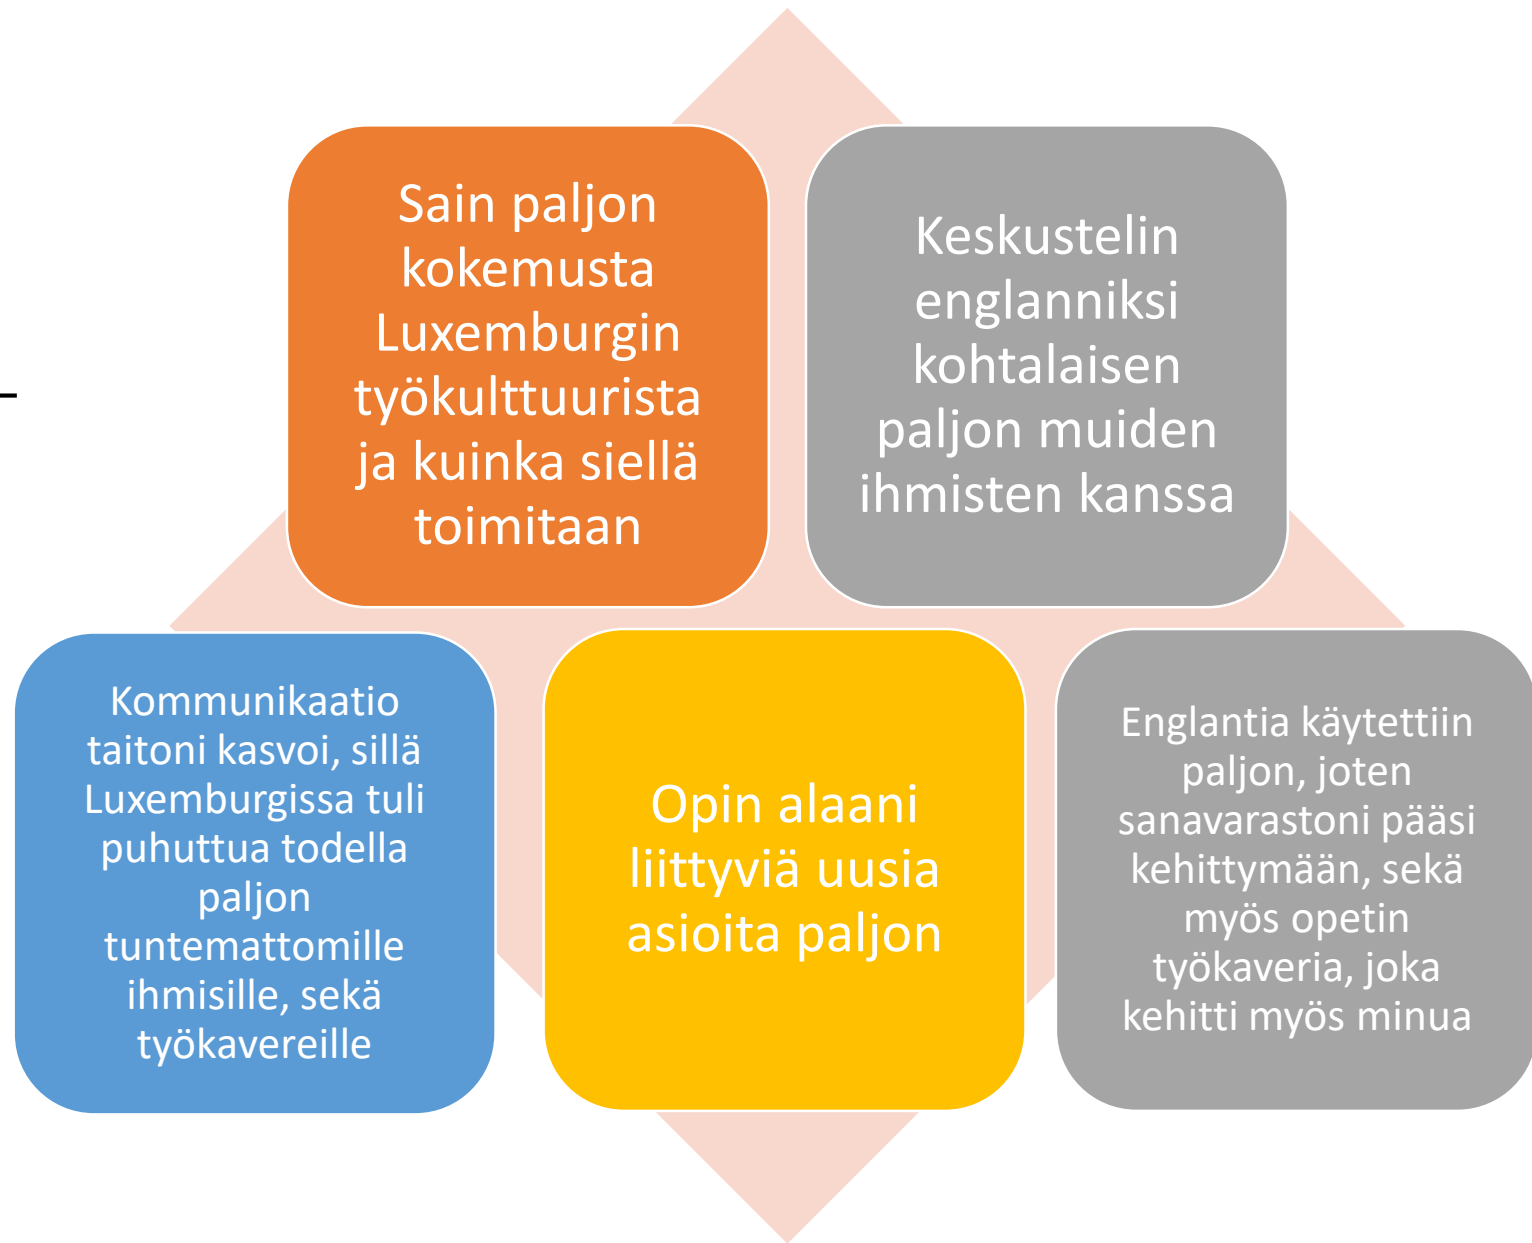 Sain paljon
kokemusta
Luxemburgin
työkulttuurista
ja kuinka siellä
toimitaan
Keskustelin
englanniksi
kohtalaisen
paljon muiden
ihmisten kanssa
Kommunikaatio
taitoni kasvoi, sillä
Luxemburgissa tuli
puhuttua todella
paljon
tuntemattomille
ihmisille, sekä
työkavereille
Opin alaani
liittyviä uusia
asioita paljon
Englantia käytettiin
paljon, joten
sanavarastoni pääsi
kehittymään, sekä
myös opetin
työkaveria, joka
kehitti myös minua